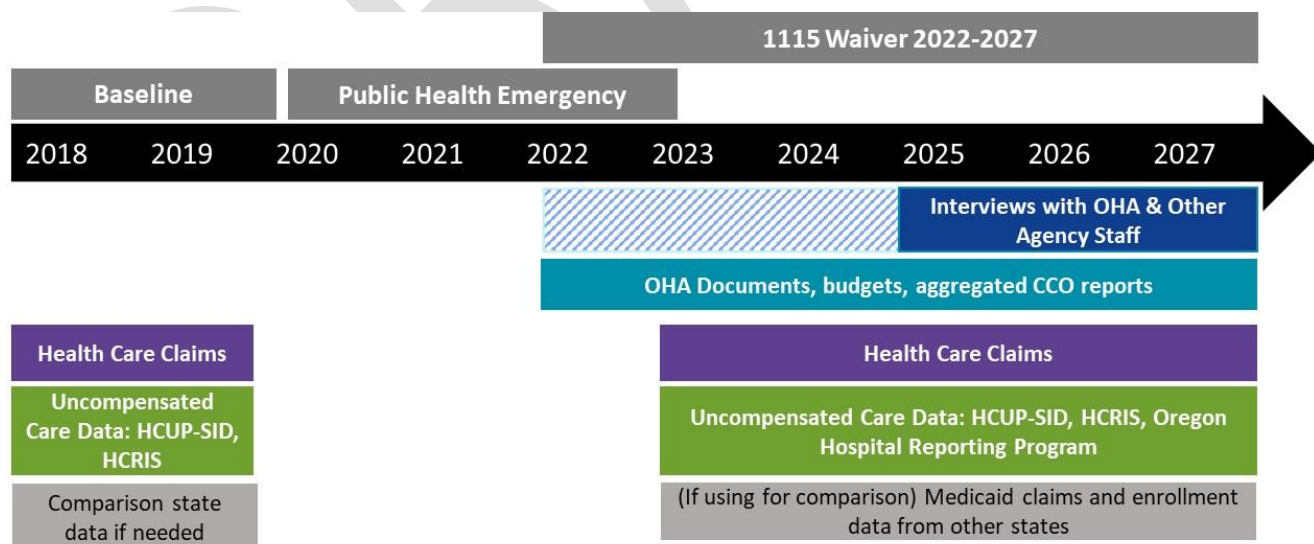 1115 Waiver 2022-2027
Baseline
Public Health Emergency
2018 2019 2020 2021 2022 2023 2024 2025 2026 2027
Interviews with OHA & Other
Agency Staff
OHA Documents, budgets, aggregated CCO reports
Health Care Claims
Health Care Claims
Uncompensated
Care Data: HCUP-SID,
HCRIS
Uncompensated Care Data: HCUP-SID, HCRIS, Oregon
Hospital Reporting Program
Comparison state
data if needed
(If using for comparison) Medicaid claims and enrollment
data from other states